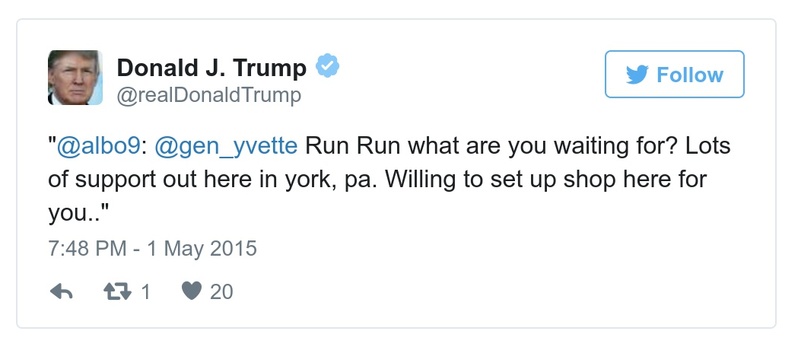 Donald J. Trump
@realDonaldTrump
Follow
"@albo9: @gen_yvette Run Run what are you waiting for? Lots
of support out here in york, pa. Willing to set up shop here for
you.."
7:48 PM - 1 May 2015
1 20